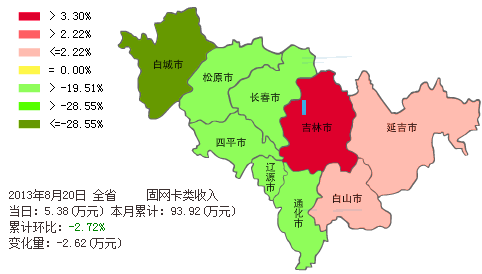 > 3.30%
> 2.22%
<=2.22%
= 0.00%
> -19.51%
> -28.55%
<=-28.55%
白城市
松原市
长春市
吉林市
延吉市
四平市
辽源市
白山市
通化市
2013年8月20日 全省 固网卡类收入
当日: 5.38(万元) 本月累计: 93.92(万元)
累计环比: -2.72%
变化量: -2.62(万元)